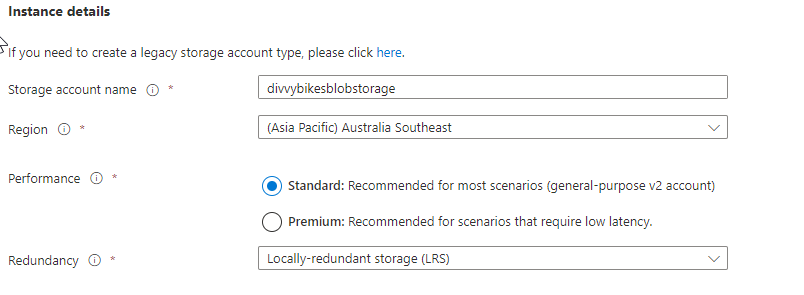 Instance details
If you need to create a legacy storage account type, please click here.
Storage account name * divvybikesblobstorage
Region * (Asia Pacific) Australia Southeast
Performance * Standard: Recommended for most scenarios (general-purpose v2 account)
Premium: Recommended for scenarios that require low latency.
Redundancy * Locally-redundant storage (LRS)